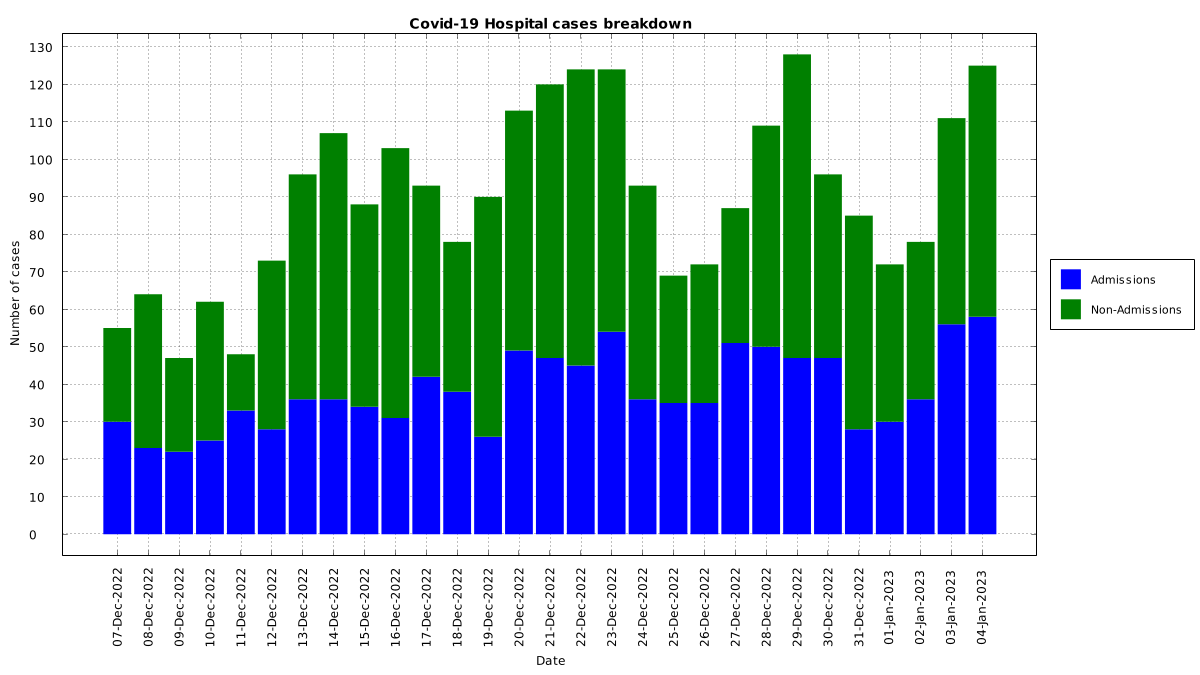 Covid-19 Hospital cases breakdown
130
120
110
100
90
80
70
60
50
40
30
20
10
0
Number of cases
07-Dec-2022
08-Dec-2022
09-Dec-2022
10-Dec-2022
11-Dec-2022
12-Dec-2022
13-Dec-2022
14-Dec-2022
15-Dec-2022
16-Dec-2022
17-Dec-2022
18-Dec-2022
19-Dec-2022
20-Dec-2022
21-Dec-2022
22-Dec-2022
23-Dec-2022
24-Dec-2022
25-Dec-2022
26-Dec-2022
27-Dec-2022
28-Dec-2022
29-Dec-2022
30-Dec-2022
31-Dec-2022
01-Jan-2023
02-Jan-2023
03-Jan-2023
04-Jan-2023
Date
Admissions
Non-Admissions